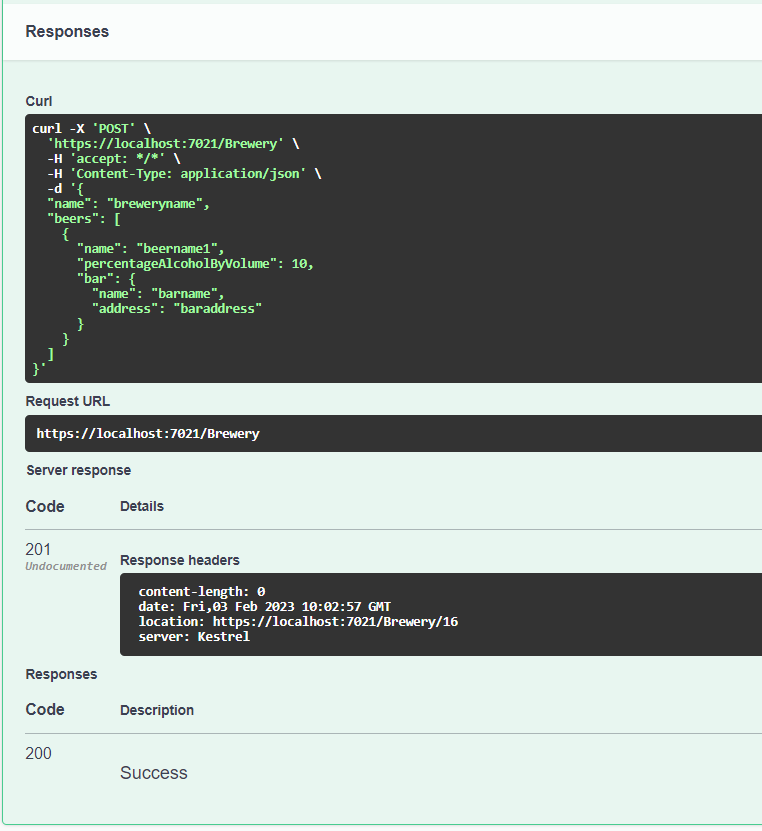 Responses
Curl
curl -X 'POST' \
  'https://localhost:7021/Brewery' \
  -H 'accept: */*' \
  -H 'Content-Type: application/json' \
  -d '{
  "name": "breweryname",
  "beers": [
    {
      "name": "beername1",
      "percentageAlcoholByVolume": 10,
      "bar": {
        "name": "barname",
        "address": "baraddress"
      }
    }
  ]
}'
Request URL
https://localhost:7021/Brewery
Server response
Code Details
201
Undocumented
Response headers
content-length: 0
date: Fri,03 Feb 2023 10:02:57 GMT
location: https://localhost:7021/Brewery/16
server: Kestrel
Responses
Code Description
200
Success